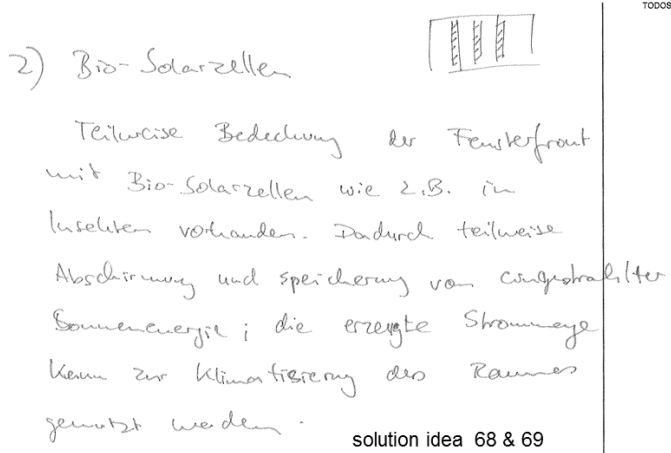 TODOS
2) Bio-Solarzellen
Teilweise Bedeckung der Fensterfront
mit Bio-Solarzellen wie z.B. in
Insekten vorhanden. Dadurch teilweise
Abschirmung und speicherung von eingestrahlter
Sonnenenergie ; die erzeugte Strommenge
kann zur Klimatisierung des Raumes
genutzt werden.
solution idea 68 & 69